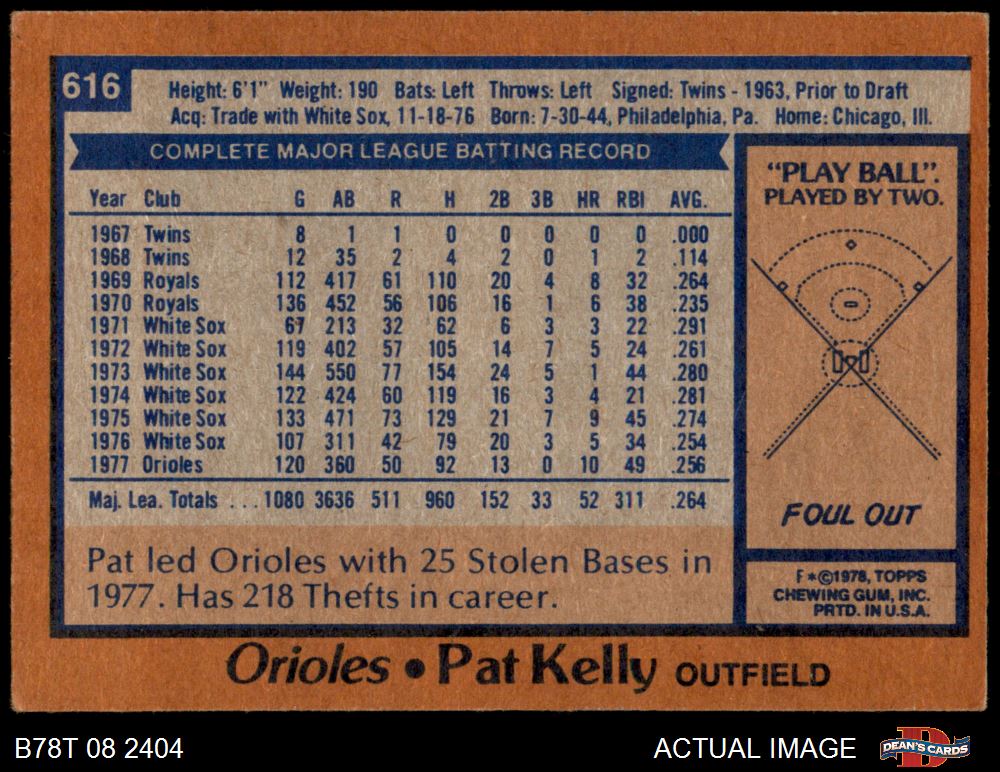 616
Height: 6'1" Weight: 190 Bats: Left Throws: Left Signed: Twins - 1963, Prior to Draft
Acq: Trade with White Sox, 11-18-76 Born: 7-30-44, Philadelphia, Pa. Home: Chicago, Ill.
COMPLETE MAJOR LEAGUE BATTING RECORD
Year Club G AB R H 2B 3B HR RBI AVG.
1967 Twins 8 1 1 0 0 0 0 0 .000
1968 Twins 12 35 2 4 2 0 1 2 .114
1969 Royals 112 417 61 110 20 4 8 32 .264
1970 Royals 136 452 56 106 16 1 6 38 .235
1971 White Sox 67 213 32 62 6 3 3 22 .291
1972 White Sox 119 402 57 105 14 7 5 24 .261
1973 White Sox 144 550 77 154 24 5 1 44 .280
1974 White Sox 122 424 60 119 16 3 4 21 .281
1975 White Sox 133 471 73 129 21 7 9 45 .274
1976 White Sox 107 311 42 79 20 3 5 34 .254
1977 Orioles 120 360 50 92 13 0 10 49 .256
Maj. Lea. Totals . . . 1080 3636 511 960 152 33 52 311 .264
Pat led Orioles with 25 Stolen Bases in
1977. Has 218 Thefts in career.
"PLAY BALL".
PLAYED BY TWO.
FOUL OUT
F*©1978, TOPPS
CHEWING GUM, INC.
PRTD. IN U.S.A.
Orioles • Pat Kelly OUTFIELD
B78T 08 2404
ACTUAL IMAGE
D
DEAN'S CARDS